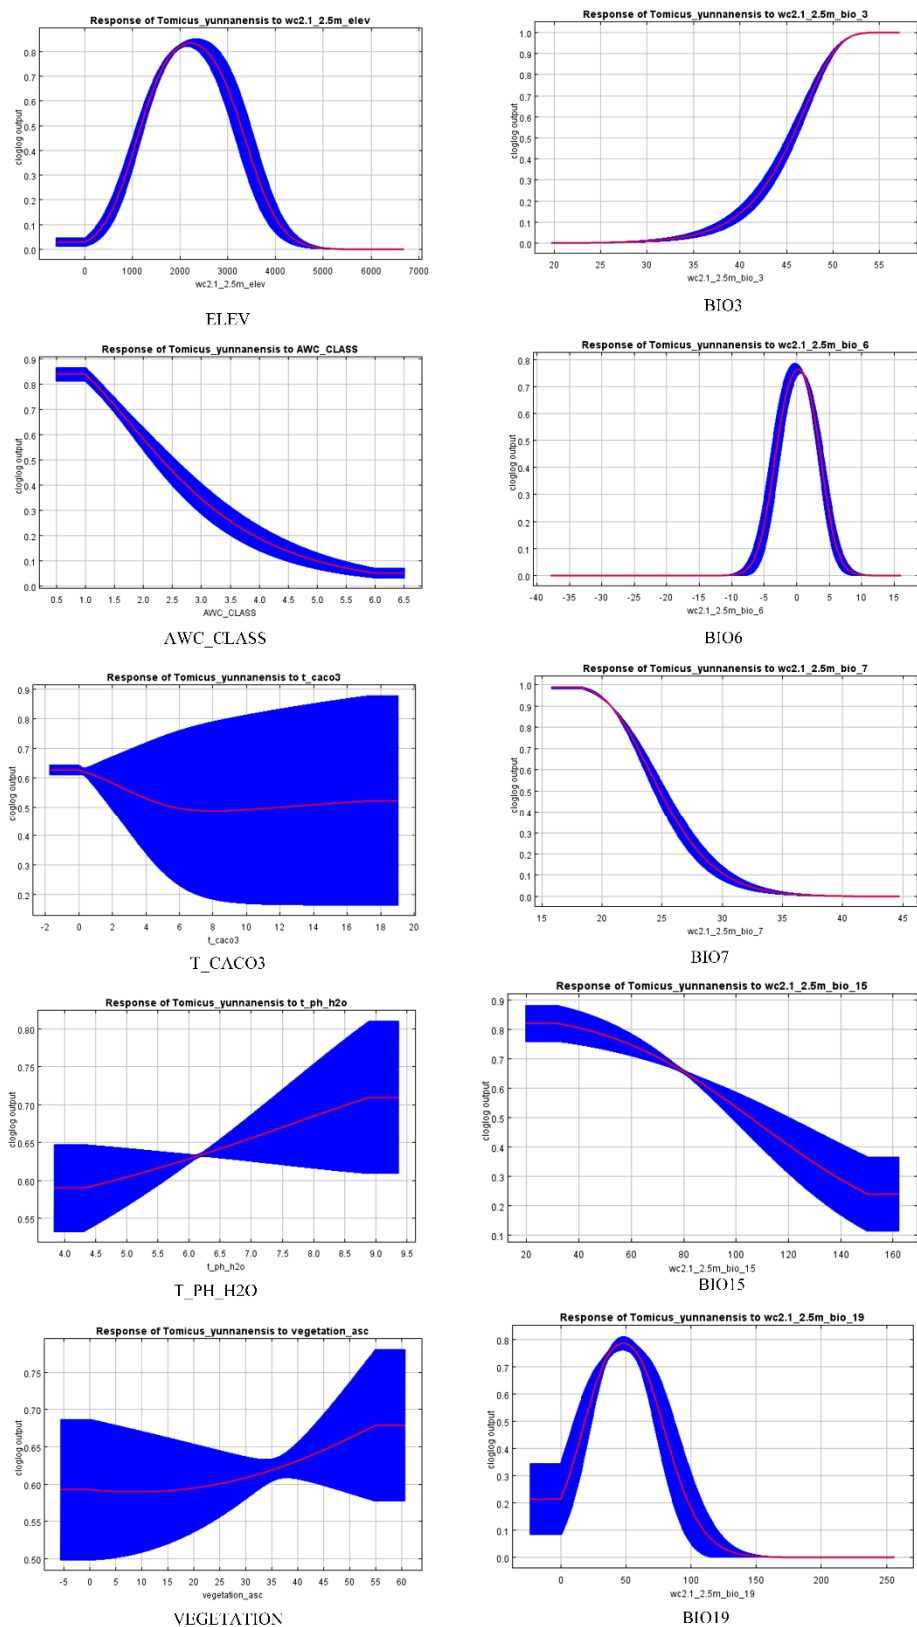 Response of Tomicus_yunnanensis to wc2.1_2.5m_elev
cloglog output
0.8
0.7
0.6
0.5
0.4
0.3
0.2
0.1
0.0
0 1000 2000 3000 4000 5000 6000 7000
wc2.1_2.5m_elev
ELEV
Response of Tomicus_yunnanensis to wc2.1_2.5m_bio_3
cloglog output
1.0
0.9
0.8
0.7
0.6
0.5
0.4
0.3
0.2
0.1
0.0
20 25 30 35 40 45 50 55
wc2.1_2.5m_bio_3
BIO3
Response of Tomicus_yunnanensis to AWC_CLASS
cloglog output
0.9
0.8
0.7
0.6
0.5
0.4
0.3
0.2
0.1
0.0
0.5 1.0 1.5 2.0 2.5 3.0 3.5 4.0 4.5 5.0 5.5 6.0 6.5
AWC_CLASS
AWC_CLASS
Response of Tomicus_yunnanensis to wc2.1_2.5m_bio_6
cloglog output
0.8
0.7
0.6
0.5
0.4
0.3
0.2
0.1
0.0
-40 -35 -30 -25 -20 -15 -10 -5 0 5 10 15
wc2.1_2.5m_bio_6
BIO6
Response of Tomicus_yunnanensis to t_caco3
cloglog output
0.9
0.8
0.7
0.6
0.5
0.4
0.3
0.2
-2 0 2 4 6 8 10 12 14 16 18 20
t_caco3
T_CACO3
Response of Tomicus_yunnanensis to wc2.1_2.5m_bio_7
cloglog output
1.0
0.9
0.8
0.7
0.6
0.5
0.4
0.3
0.2
0.1
0.0
15 20 25 30 35 40 45
wc2.1_2.5m_bio_7
BIO7
Response of Tomicus_yunnanensis to t_ph_h2o
cloglog output
0.80
0.75
0.70
0.65
0.60
0.55
4.0 4.5 5.0 5.5 6.0 6.5 7.0 7.5 8.0 8.5 9.0 9.5
t_ph_h2o
T_PH_H2O
Response of Tomicus_yunnanensis to wc2.1_2.5m_bio_15
cloglog output
0.9
0.8
0.7
0.6
0.5
0.4
0.3
0.2
0.1
20 40 60 80 100 120 140 160
wc2.1_2.5m_bio_15
BIO15
Response of Tomicus_yunnanensis to vegetation_asc
cloglog output
0.75
0.70
0.65
0.60
0.55
0.50
-5 0 5 10 15 20 25 30 35 40 45 50 55 60
vegetation_asc
VEGETATION
Response of Tomicus_yunnanensis to wc2.1_2.5m_bio_19
cloglog output
0.8
0.7
0.6
0.5
0.4
0.3
0.2
0.1
0.0
0 50 100 150 200 250
wc2.1_2.5m_bio_19
BIO19